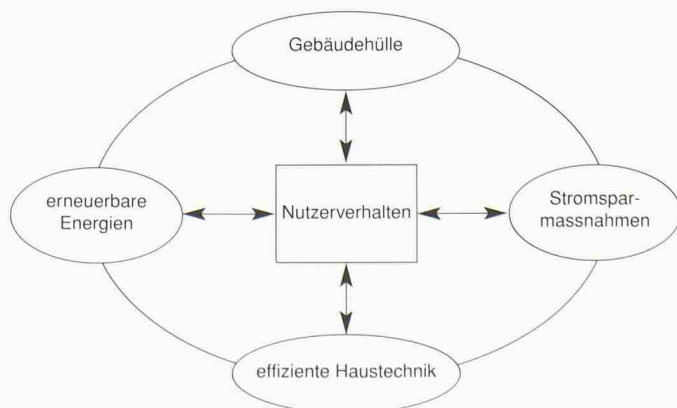 Gebäudehülle
erneuerbare
Energien
Nutzerverhalten
Stromspar-
massnahmen
effiziente Haustechnik